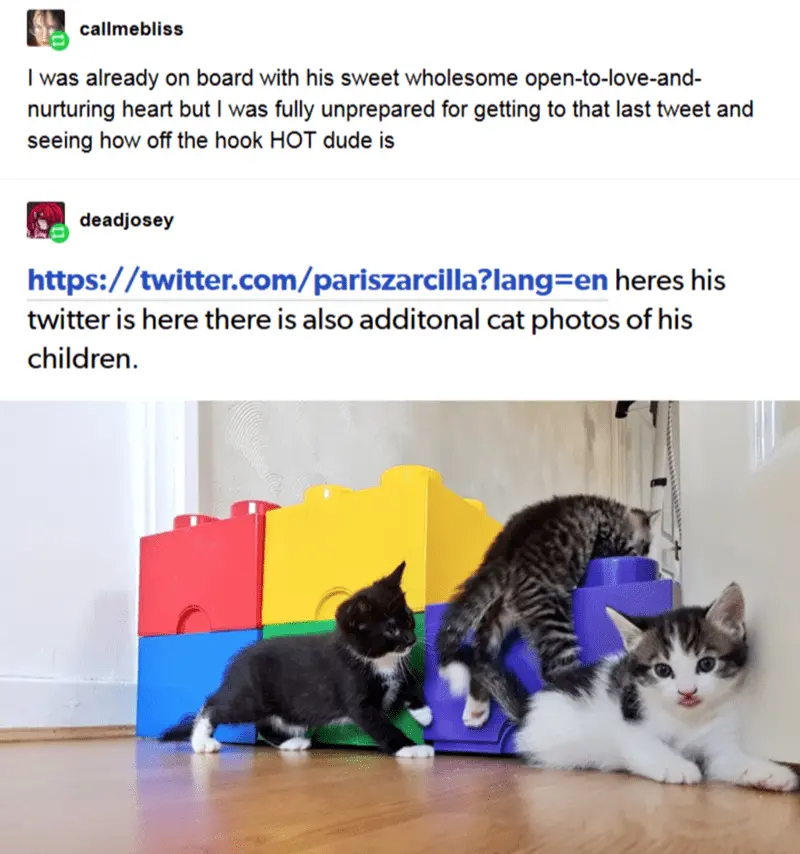 callmebliss
I was already on board with his sweet wholesome open-to-love-and-
nurturing heart but I was fully unprepared for getting to that last tweet and
seeing how off the hook HOT dude is
deadjosey
https://twitter.com/pariszarcilla?lang=en heres his
twitter is here there is also additonal cat photos of his
children.